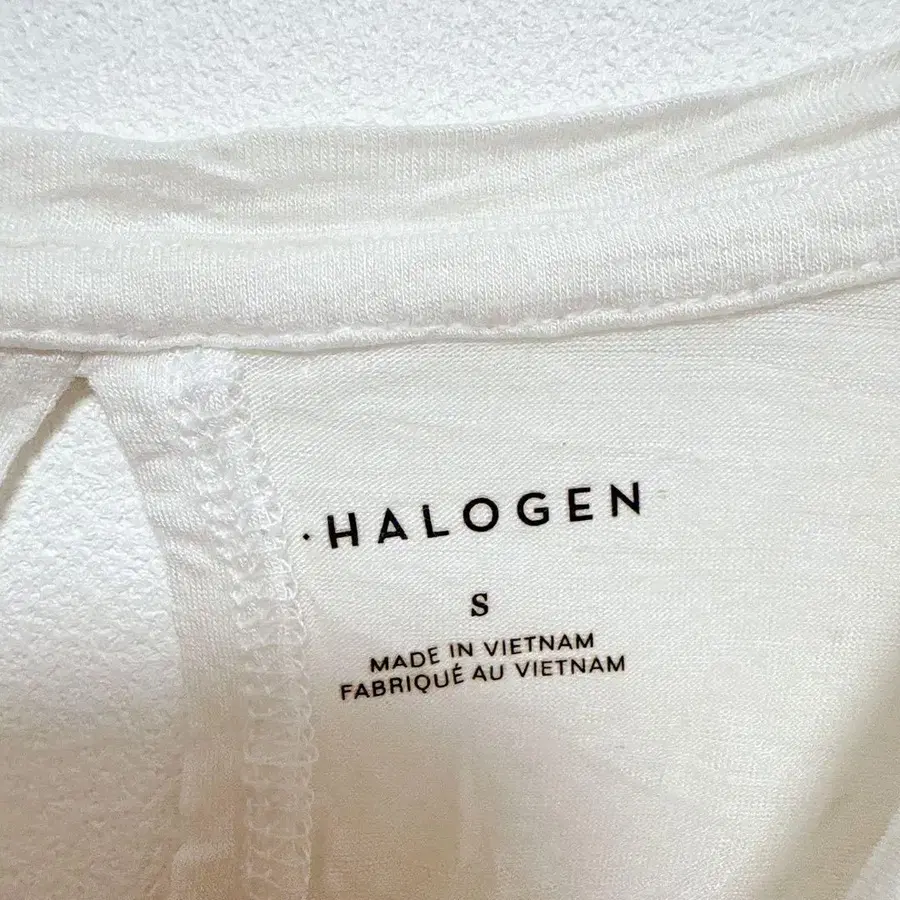 ·HALOGEN
S
MADE IN VIETNAM
FABRIQUÉ AU VIETNAM